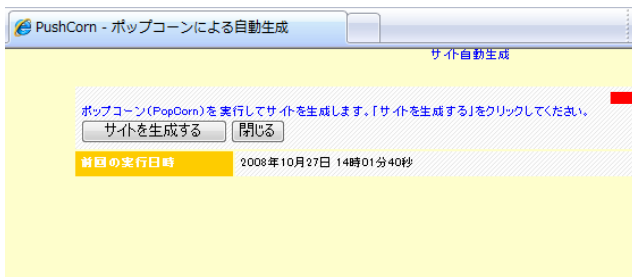 PushCorn - ポップコーンによる自動生成
サイト自動生成
ポップコーン(PopCorn)を実行してサイトを生成します。「サイトを生成する」をクリックしてください。
サイトを生成する 閉じる
前回の実行日時 2008年10月27日 14時01分40秒